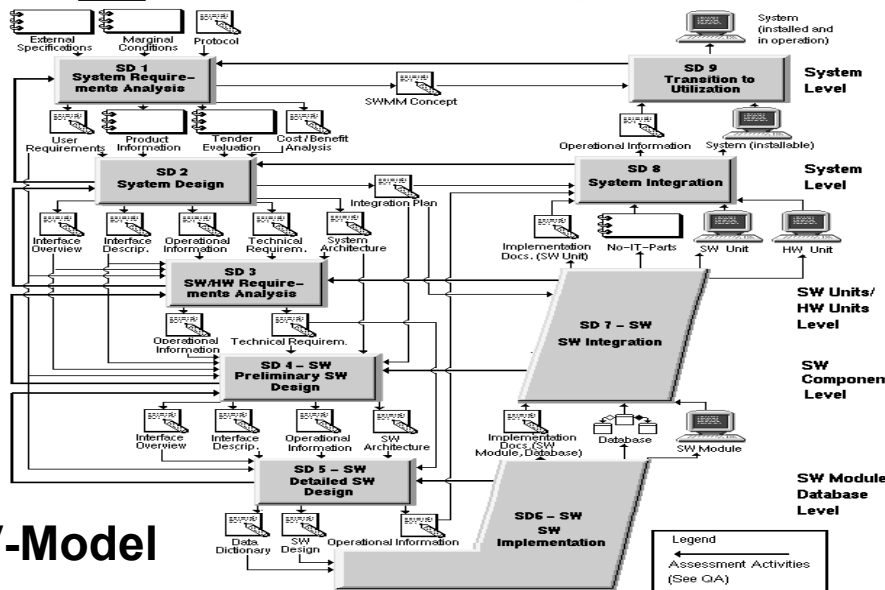 External
Specifications
Marginal
Conditions
Protocol
System
(installed and
in operation)
SD 1
System Require-
ments Analysis
SWMM Concept
SD 9
Transition to
Utilization
System
Level
User
Requirements
Product
Information
Tender
Evaluation
Cost/Benefit
Analysis
Operational Information
System (installable)
SD 2
System Design
Integration Plan
SD 8
System Integration
System
Level
Interface
Overview
Interface
Descrip.
Operational
Information
Technical
Requirem.
System
Architecture
Implementation
Docs. (SW Unit)
No-IT-Parts
SW Unit
HW Unit
SD 3
SW/HW Require-
ments Analysis
SW Units/
HW Units
Level
Operational
Information
Technical Requirem.
SD 7 - SW
SW Integration
SD 4 - SW
Preliminary SW
Design
SW
Component
Level
Interface
Overview
Interface
Descrip.
Operational
Information
SW
Architecture
Implementation
Docs.(SW
Module, Database)
Database
SW Module
SD 5 - SW
Detailed SW
Design
SW Module
Database
Level
Data
Dictionary
SW
Design
Operational Information
SD6 - SW
SW
Implementation
-Model
Legend
Assessment Activities
(See QA)